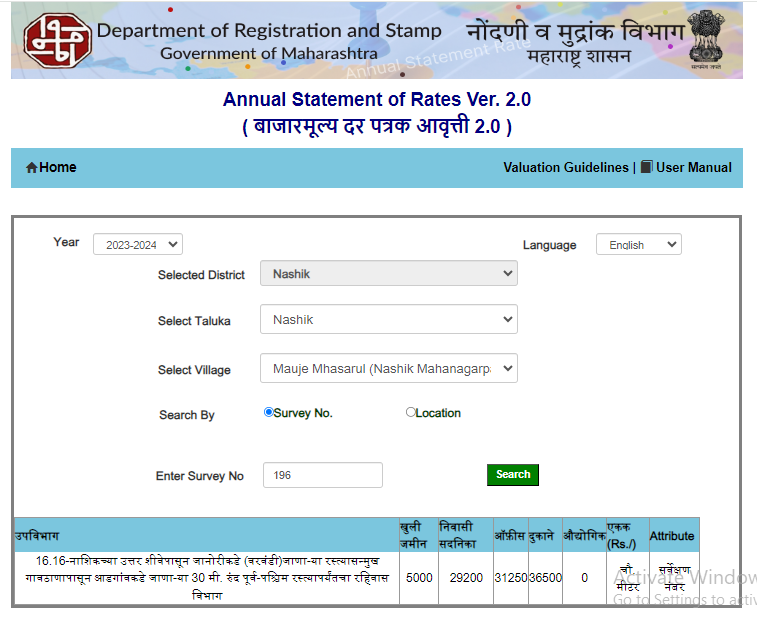 Department of Registration and Stamp
Government of Maharashtra
नोंदणी व मुद्रांक विभाग
महाराष्ट्र शासन
Annual Statement Rate
Annual Statement of Rates Ver. 2.0
( बाजारमूल्य दर पत्रक आवृत्ती 2.0 )
Home
Valuation Guidelines | User Manual
Year 2023-2024
Language English
Selected District Nashik
Select Taluka Nashik
Select Village Mauje Mhasarul (Nashik Mahanagarp
Search By Survey No. Location
Enter Survey No 196 Search
उपविभाग खुली जमीन निवासी सदनिका ऑफ़ीस दुकाने औद्योगिक एकक (Rs./) Attribute
16.16-नाशिकच्या उत्तर शीवेपासून जानोरीकडे (वरवंडी)जाणा-या रस्त्यासन्मुख
गावठाणापासून आडगांवकडे जाणा-या 30 मी. रुंद पूर्व-पश्चिम रस्त्यापर्यंतचा रहिवास
विभाग
5000 29200 31250 36500 0 चौ मीटर सर्वेक्षण नंबर
Activate Window
Go to Settings to activ